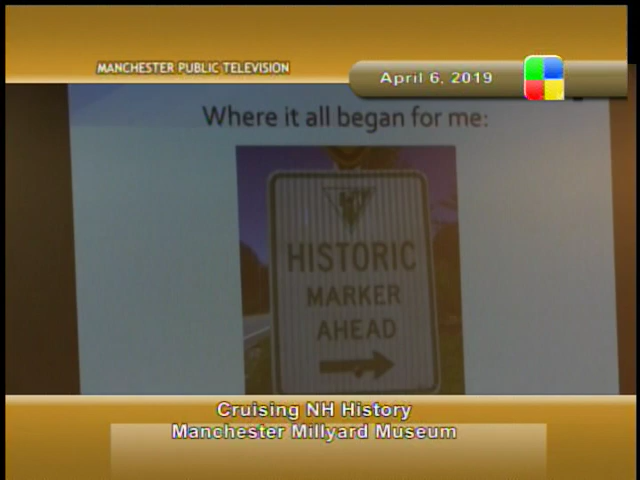 MANCHESTER PUBLIC TELEVISION
April 6, 2019
Where it all began for me:
HISTORIC
MARKER
AHEAD
Cruising NH History
Manchester Millyard Museum